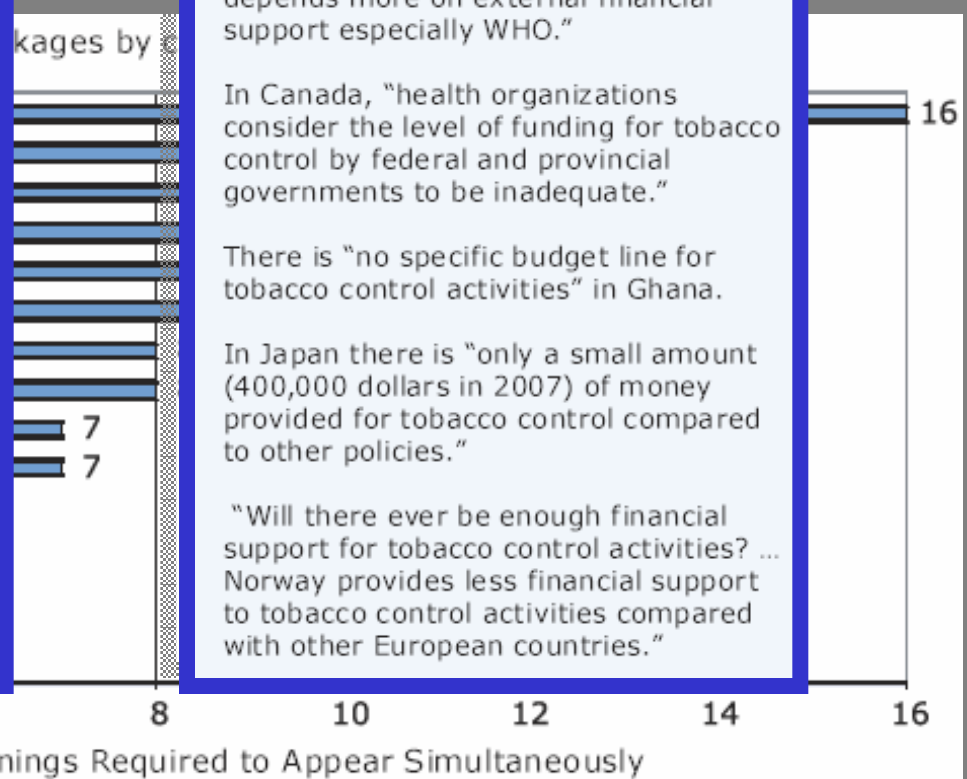 depends more on external financial
support especially WHO.”
In Canada, “health organizations
consider the level of funding for tobacco
control by federal and provincial
governments to be inadequate.”
There is “no specific budget line for
tobacco control activities” in Ghana.
In Japan there is “only a small amount
(400,000 dollars in 2007) of money
provided for tobacco control compared
to other policies.”
“Will there ever be enough financial
support for tobacco control activities? ...
Norway provides less financial support
to tobacco control activities compared
with other European countries.”
kages by
16
7
7
8 10 12 14 16
nings Required to Appear Simultaneously